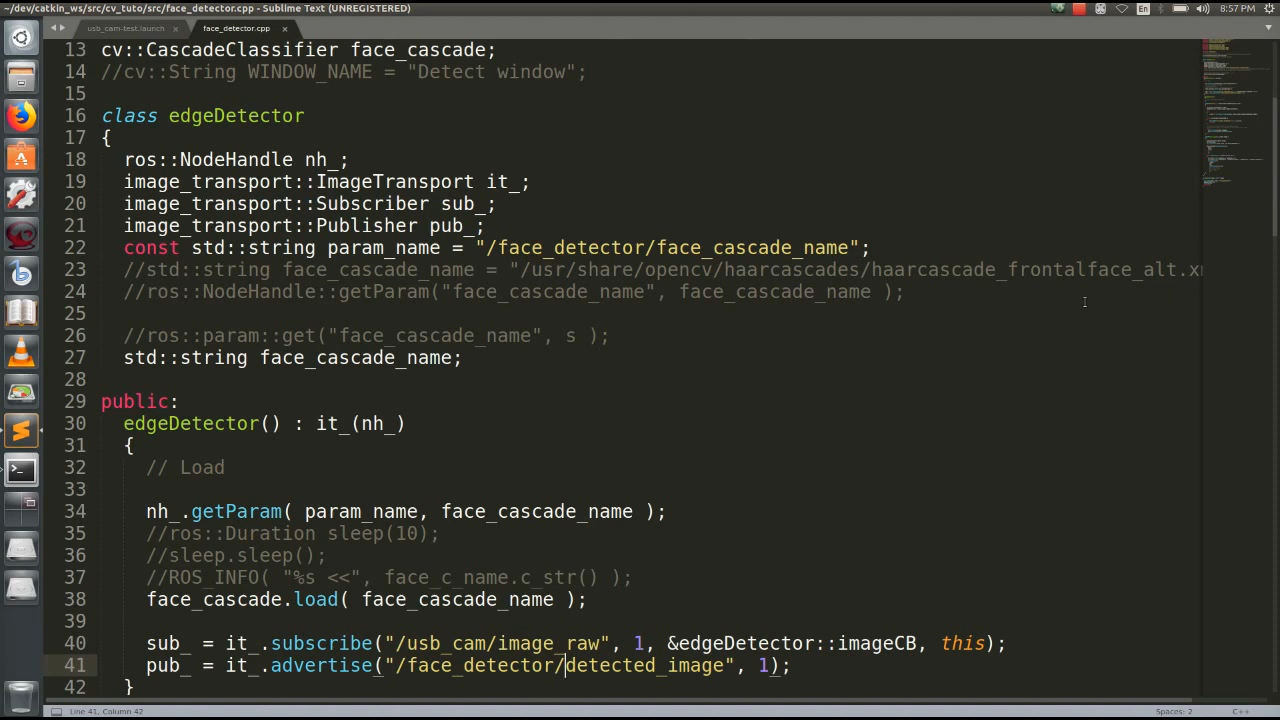 ~/dev/catkin_ws/src/cv_tuto/src/face_detector.cpp - Sublime Text (UNREGISTERED)
En
8:57 PM
usb_cam-test.launch
face_detector.cpp
13 cv::CascadeClassifier face_cascade;
14 //cv::String WINDOW_NAME = "Detect window";
15
16 class edgeDetector
17 {
18 ros::NodeHandle nh_;
19 image_transport::ImageTransport it_;
20 image_transport::Subscriber sub_;
21 image_transport::Publisher pub_;
22 const std::string param_name = "/face_detector/face_cascade_name";
23 //std::string face_cascade_name = "/usr/share/opencv/haarcascades/haarcascade_frontalface_alt.xm
24 //ros::NodeHandle::getParam("face_cascade_name", face_cascade_name );
25
26 //ros::param::get("face_cascade_name", s );
27 std::string face_cascade_name;
28
29 public:
30 edgeDetector() : it_(nh_)
31 {
32 // Load
33
34 nh_.getParam( param_name, face_cascade_name );
35 //ros::Duration sleep(10);
36 //sleep.sleep();
37 //ROS_INFO( "%s <<", face_c_name.c_str() );
38 face_cascade.load( face_cascade_name );
39
40 sub_ = it_.subscribe("/usb_cam/image_raw", 1, &edgeDetector::imageCB, this);
41 pub_ = it_.advertise("/face_detector/detected_image", 1);
42 }
Line 41, Column 42
Spaces: 2
C++